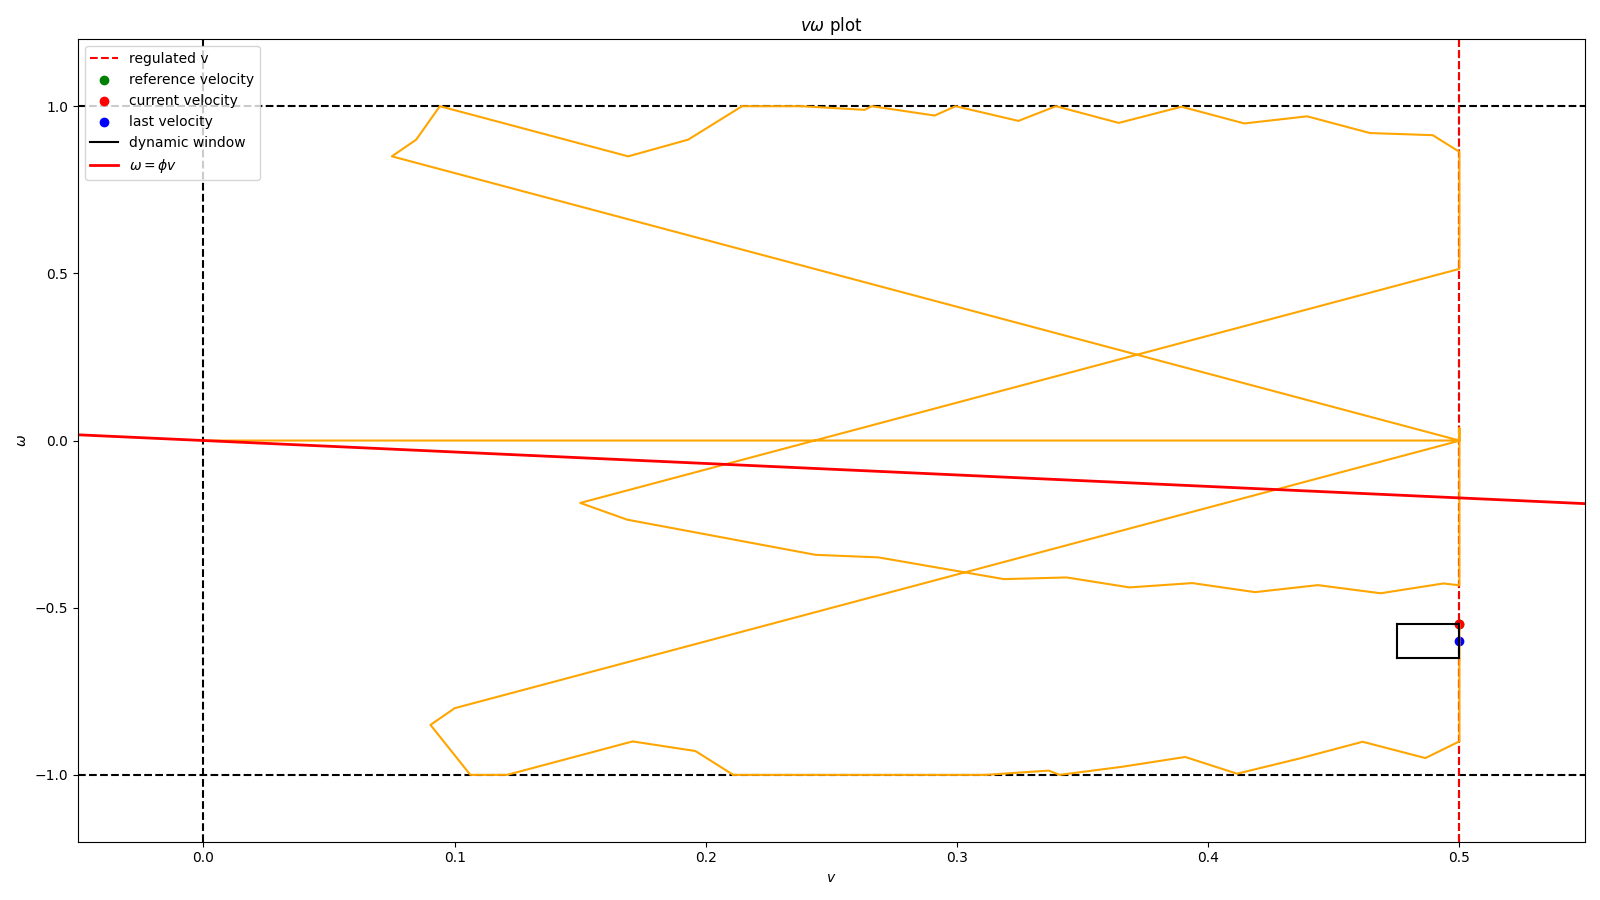 vω plot
regulated v
reference velocity
current velocity
last velocity
dynamic window
ω = ϕv
1.0
0.5
0.0
−0.5
−1.0
ω
0.0 0.1 0.2 0.3 0.4 0.5
v